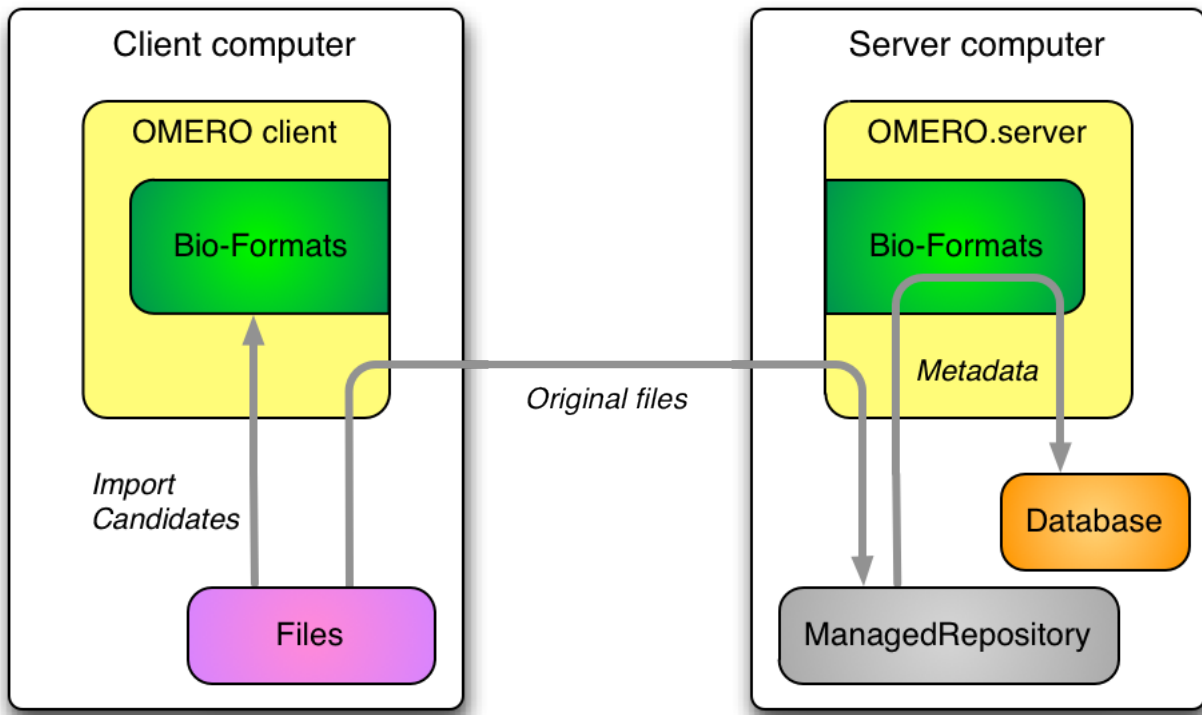 Client computer
OMERO client
Bio-Formats
Import
Candidates
Files
Original files
Server computer
OMERO.server
Bio-Formats
Metadata
Database
ManagedRepository